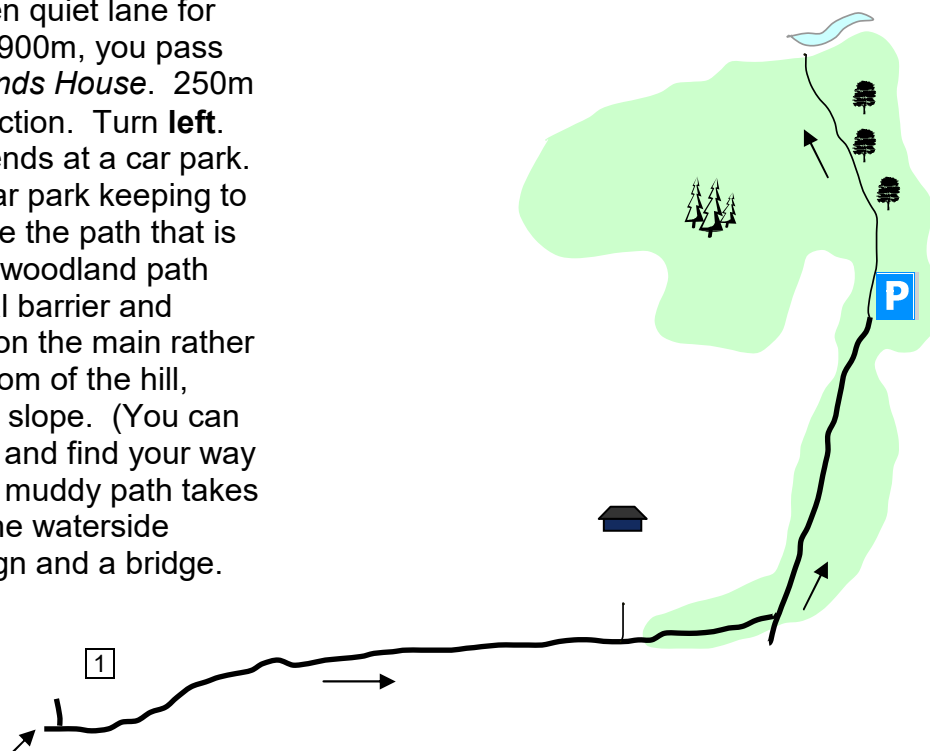 en quiet lane for
900m, you pass
nds House.  250m
ction.  Turn left.
ends at a car park.
ar park keeping to
e the path that is
woodland path
l barrier and
on the main rather
om of the hill,
slope.  (You can
and find your way
muddy path takes
ne waterside
gn and a bridge.
P
1